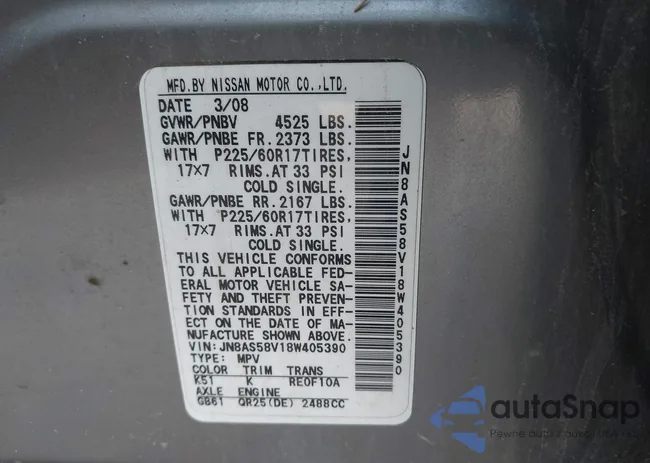 MFD.BY NISSAN MOTOR CO.,LTD.
DATE 3/08
GVWR/PNBV 4525 LBS.
GAWR/PNBE FR.2373 LBS.
WITH P225/60R17TIRES,
17×7 RIMS.AT 33 PSI
COLD SINGLE.
GAWR/PNBE RR.2167 LBS.
WITH P225/60R17TIRES,
17×7 RIMS.AT 33 PSI
COLD SINGLE.
THIS VEHICLE CONFORMS
TO ALL APPLICABLE FED-
ERAL MOTOR VEHICLE SA-
FETY AND THEFT PREVEN-
TION STANDARDS IN EFF-
ECT ON THE DATE OF MA-
NUFACTURE SHOWN ABOVE.
VIN:JN8AS58V18W405390
TYPE: MPV
COLOR TRIM TRANS
K51 K RE0F10A
AXLE ENGINE
GB61 QR25(DE) 2488CC
JN8AS58V18W405390
autoSnap